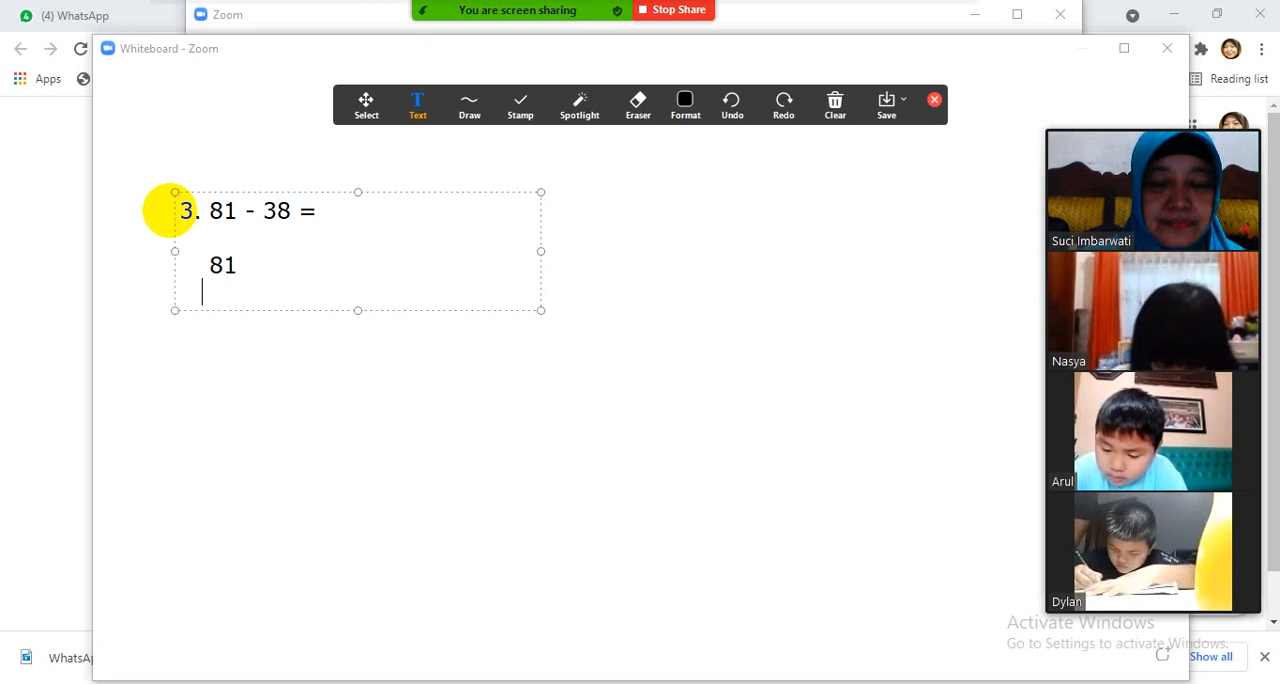 (4) WhatsApp
Zoom
You are screen sharing
Stop Share
Whiteboard - Zoom
Apps
Reading list
Select
Text
Draw
Stamp
Spotlight
Eraser
Format
Undo
Redo
Clear
Save
3. 81 - 38 =
81
Suci Imbarwati
Nasya
Arul
Dylan
Activate Windows
Go to Settings to activate Windows.
WhatsAp
Show all